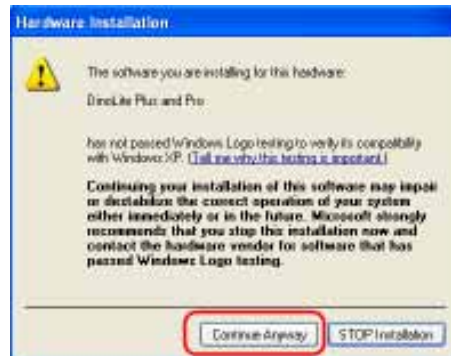 Hardware Installation
The software you are installing for this hardware:
DinoLite Plus and Pro
has not passed Windows Logo testing to verify its compatibility
with Windows XP. (Tell me why this testing is important.)
Continuing your installation of this software may impair
or destabilize the correct operation of your system
either immediately or in the future. Microsoft strongly
recommends that you stop this installation now and
contact the hardware vendor for software that has
passed Windows Logo testing.
Continue Anyway
STOP Installation